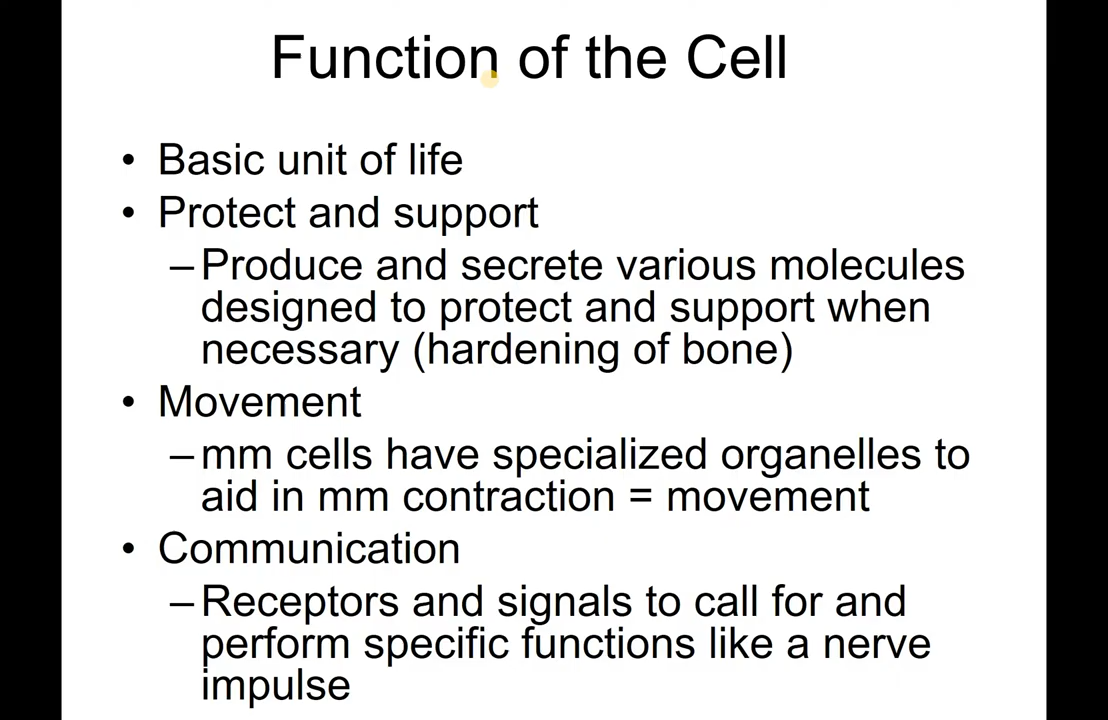 Function of the Cell
• Basic unit of life
• Protect and support
–Produce and secrete various molecules
designed to protect and support when
necessary (hardening of bone)
• Movement
–mm cells have specialized organelles to
aid in mm contraction = movement
• Communication
–Receptors and signals to call for and
perform specific functions like a nerve
impulse